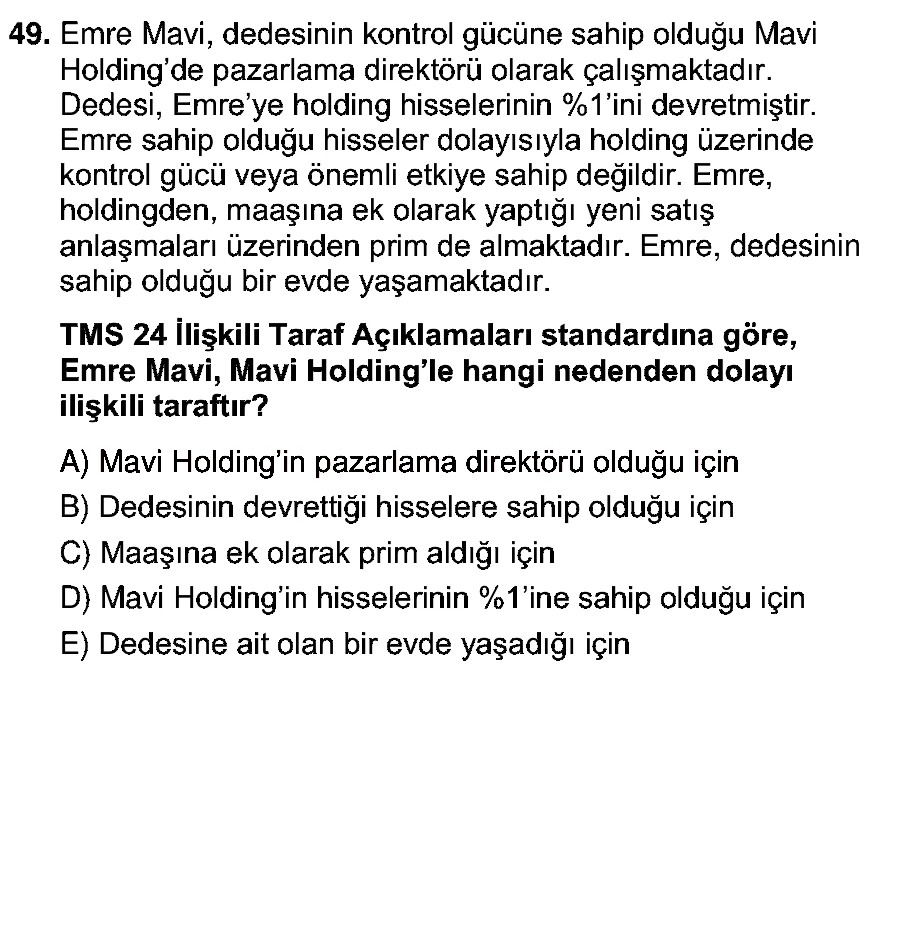 49. Emre Mavi, dedesinin kontrol gücüne sahip olduğu Mavi
Holding’de pazarlama direktörü olarak çalışmaktadır.
Dedesi, Emre’ye holding hisselerinin %1’ini devretmiştir.
Emre sahip olduğu hisseler dolayısıyla holding üzerinde
kontrol gücü veya önemli etkiye sahip değildir. Emre,
holdingden, maaşına ek olarak yaptığı yeni satış
anlaşmaları üzerinden prim de almaktadır. Emre, dedesinin
sahip olduğu bir evde yaşamaktadır.
TMS 24 İlişkili Taraf Açıklamaları standardına göre,
Emre Mavi, Mavi Holding’le hangi nedenden dolayı
ilişkili taraftır?
A) Mavi Holding’in pazarlama direktörü olduğu için
B) Dedesinin devrettiği hisselere sahip olduğu için
C) Maaşına ek olarak prim aldığı için
D) Mavi Holding’in hisselerinin %1’ine sahip olduğu için
E) Dedesine ait olan bir evde yaşadığı için